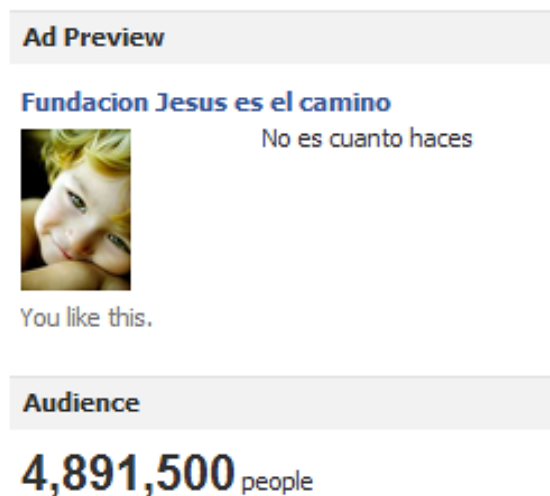 Ad Preview
Fundacion Jesus es el camino
No es cuanto haces
You like this.
Audience
4,891,500 people